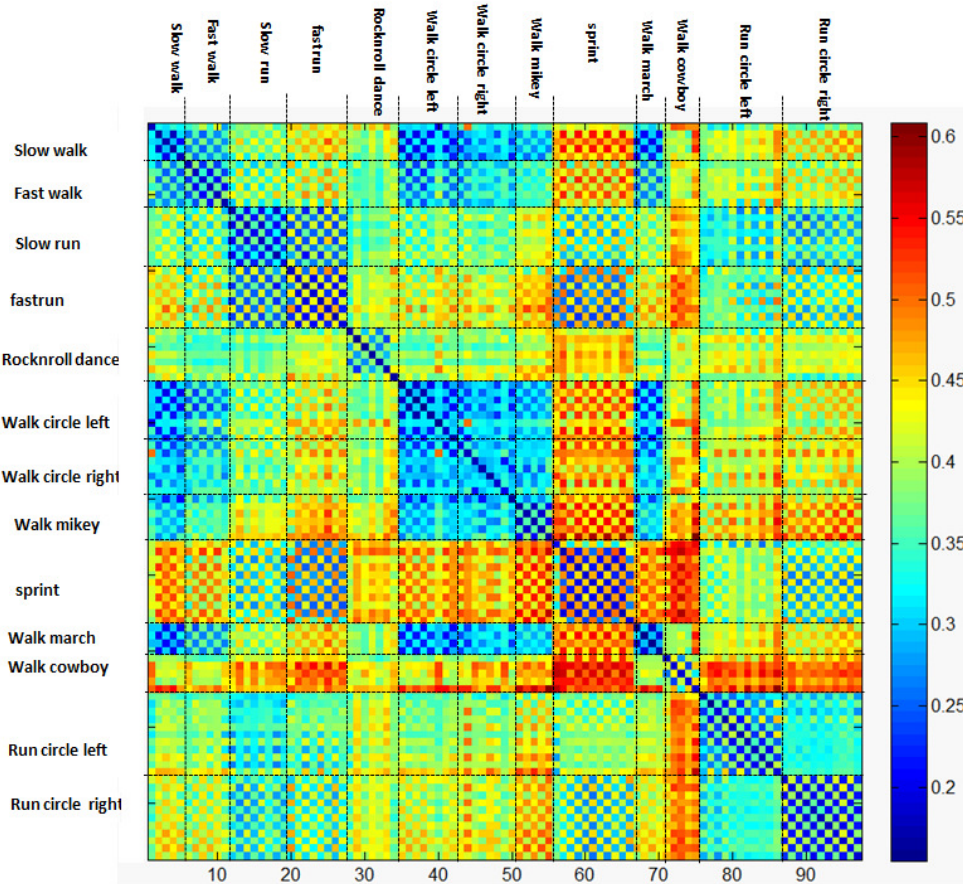 Slow walk
Fast walk
Slow run
fastrun
Rocknroll dance
Walk circle left
Walk circle right
Walk mikey
sprint
Walk march
Walk cowboy
Run circle left
Run circle right
Slow walk
Fast walk
Slow run
fastrun
Rocknroll dance
Walk circle left
Walk circle right
Walk mikey
sprint
Walk march
Walk cowboy
Run circle left
Run circle right
0.6
0.55
0.5
0.45
0.4
0.35
0.3
0.25
0.2
10 20 30 40 50 60 70 80 90